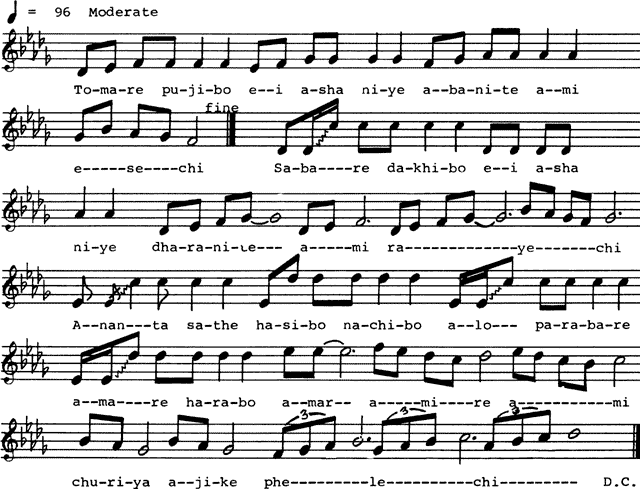 = 96 Moderate
To-ma-re pu-ji-bo e--i a-sha ni-ye a--ba-ni-te a--mi
fine
e-----se----chi Sa-ba----re da-khi-bo e--i a-sha
ni-ye dha-ra-ni-te--- a-----mi ra-------------ye-------chi
A--nan--ta sa-the ha-si-bo na-chi-bo a--lo--- pa-ra-ba-re
3 3 3
a--ma----re ha-ra-bo a-mar-- a-----mi-re a-----------mi
chu-ri-ya a--ji-ke phe---------le-----------chi--------- D.C.